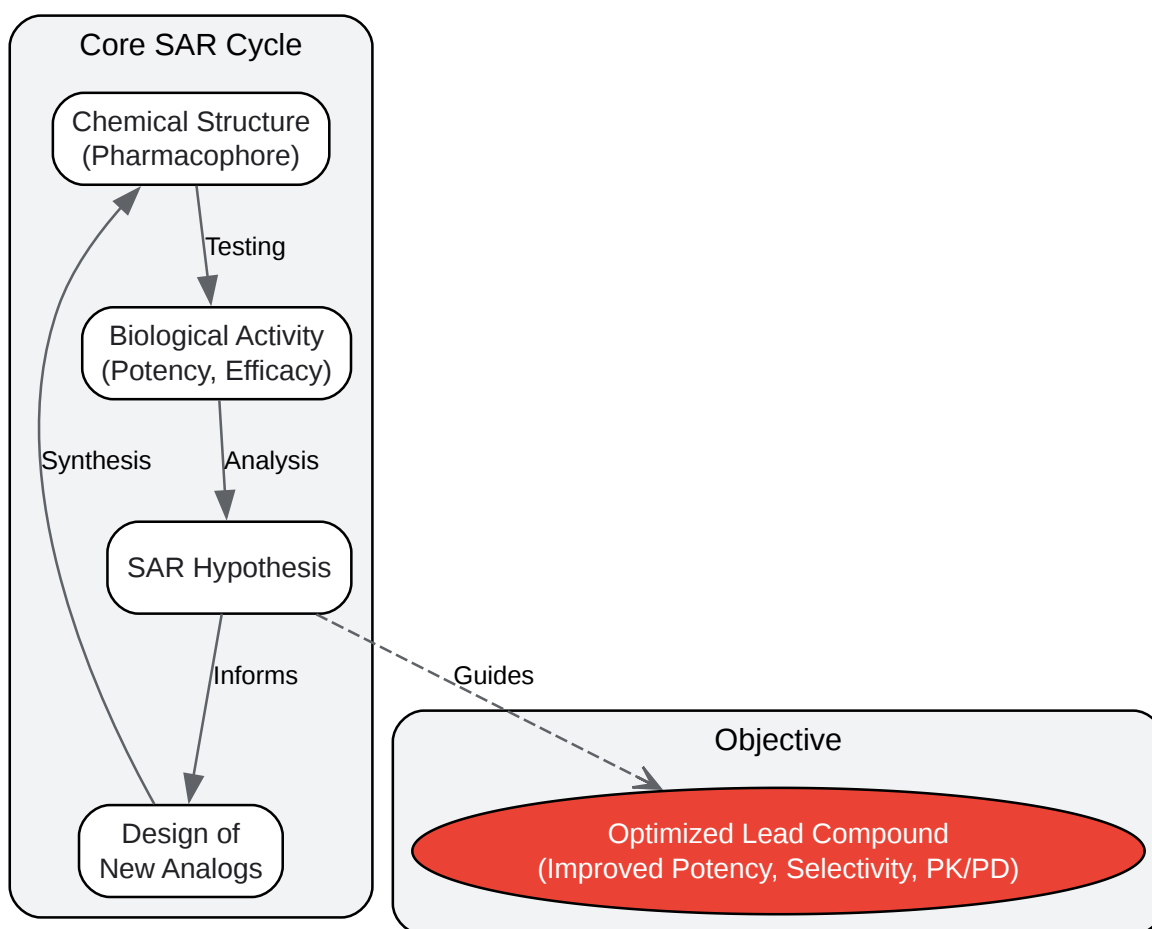 Core SAR Cycle
Chemical Structure
(Pharmacophore)
Testing
Biological Activity
(Potency, Efficacy)
Synthesis
Analysis
SAR Hypothesis
Informs
Guides
Design of
New Analogs
Objective
Optimized Lead Compound
(Improved Potency, Selectivity, PK/PD)